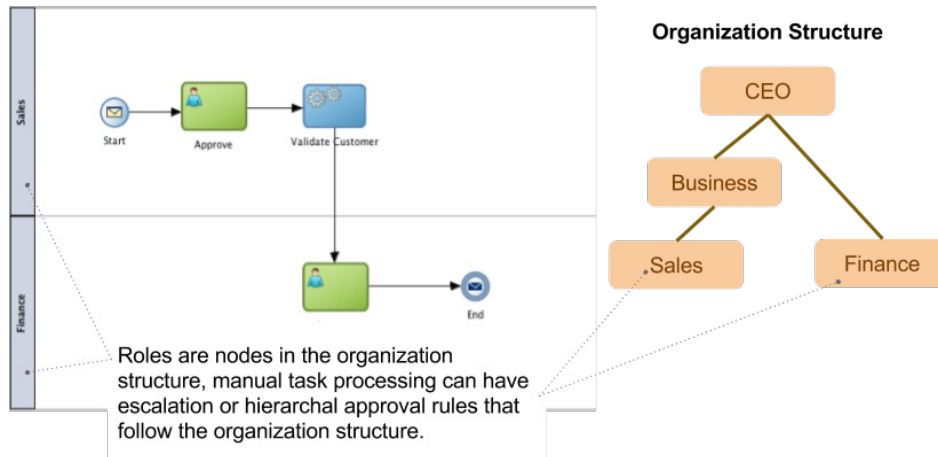 Organization Structure
CEO
Business
Sales
Finance
Sales
Start
Approve
Validate Customer
Finance
End
Roles are nodes in the organization
structure, manual task processing can have
escalation or hierarchal approval rules that
follow the organization structure.